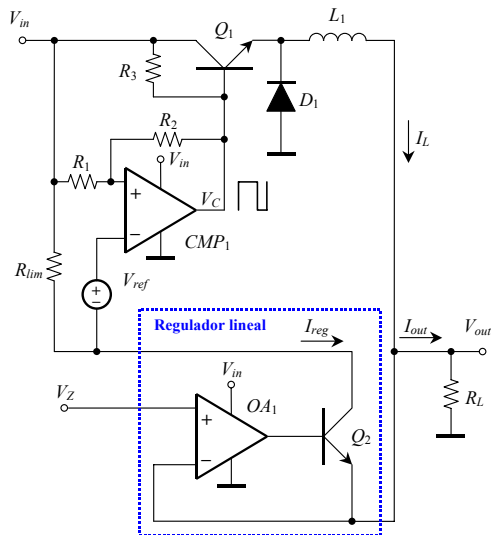 V_in
Q_1
L_1
R_3
D_1
R_2
V_in
R_1
+
−
V_C
CMP_1
I_L
R_lim
+
−
V_ref
Regulador lineal
I_reg
I_out
V_out
V_in
V_Z
OA_1
+
−
Q_2
R_L